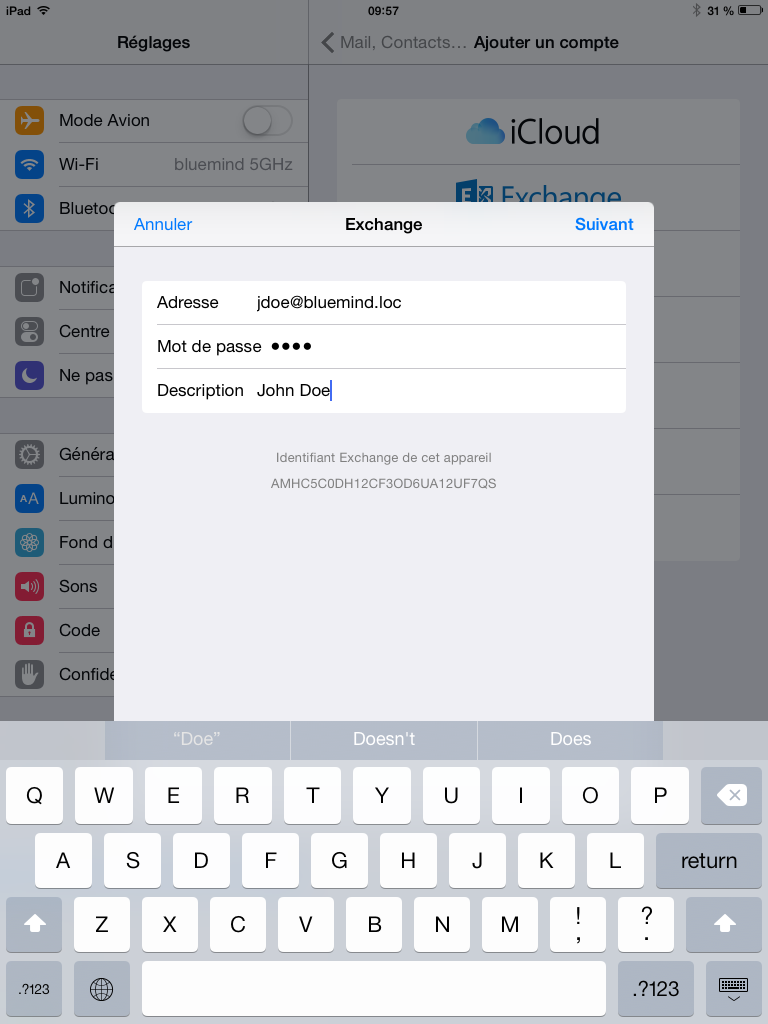 iPad 09:57 31 %
Réglages
Mail, Contacts… Ajouter un compte
Mode Avion
iCloud
Wi-Fi bluemind 5GHz
Exchange
Bluetoo
Annuler Exchange Suivant
Notifica
Adresse jdoe@bluemind.loc
Centre
Mot de passe ••••
Ne pas
Description John Doe
Généra
Identifiant Exchange de cet appareil
AMHC5C0DH12CF3OD6UA12UF7QS
AA Lumino
Fond d
Sons
Code
Confide
“Doe” Doesn't Does
Q W E R T Y U I O P
A S D F G H J K L return
Z X C V B N M ! , ? .
.?123 .?123